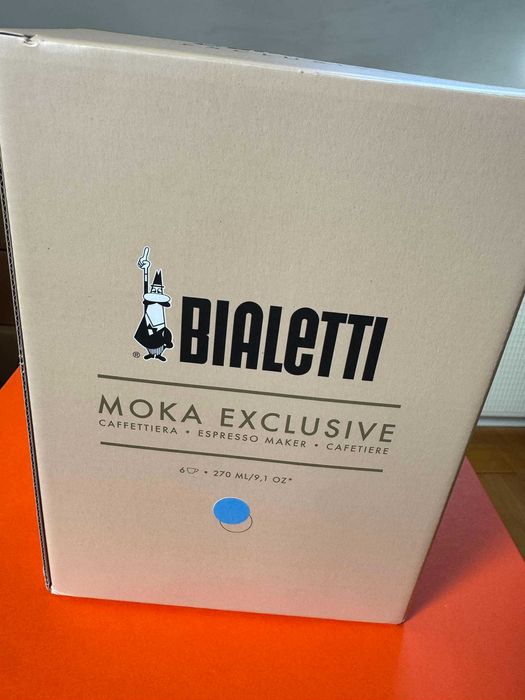 BIALETTI
®
MOKA EXCLUSIVE
CAFFETTIERA • ESPRESSO MAKER • CAFETIERE
6 • 270 ML/9,1 OZ*